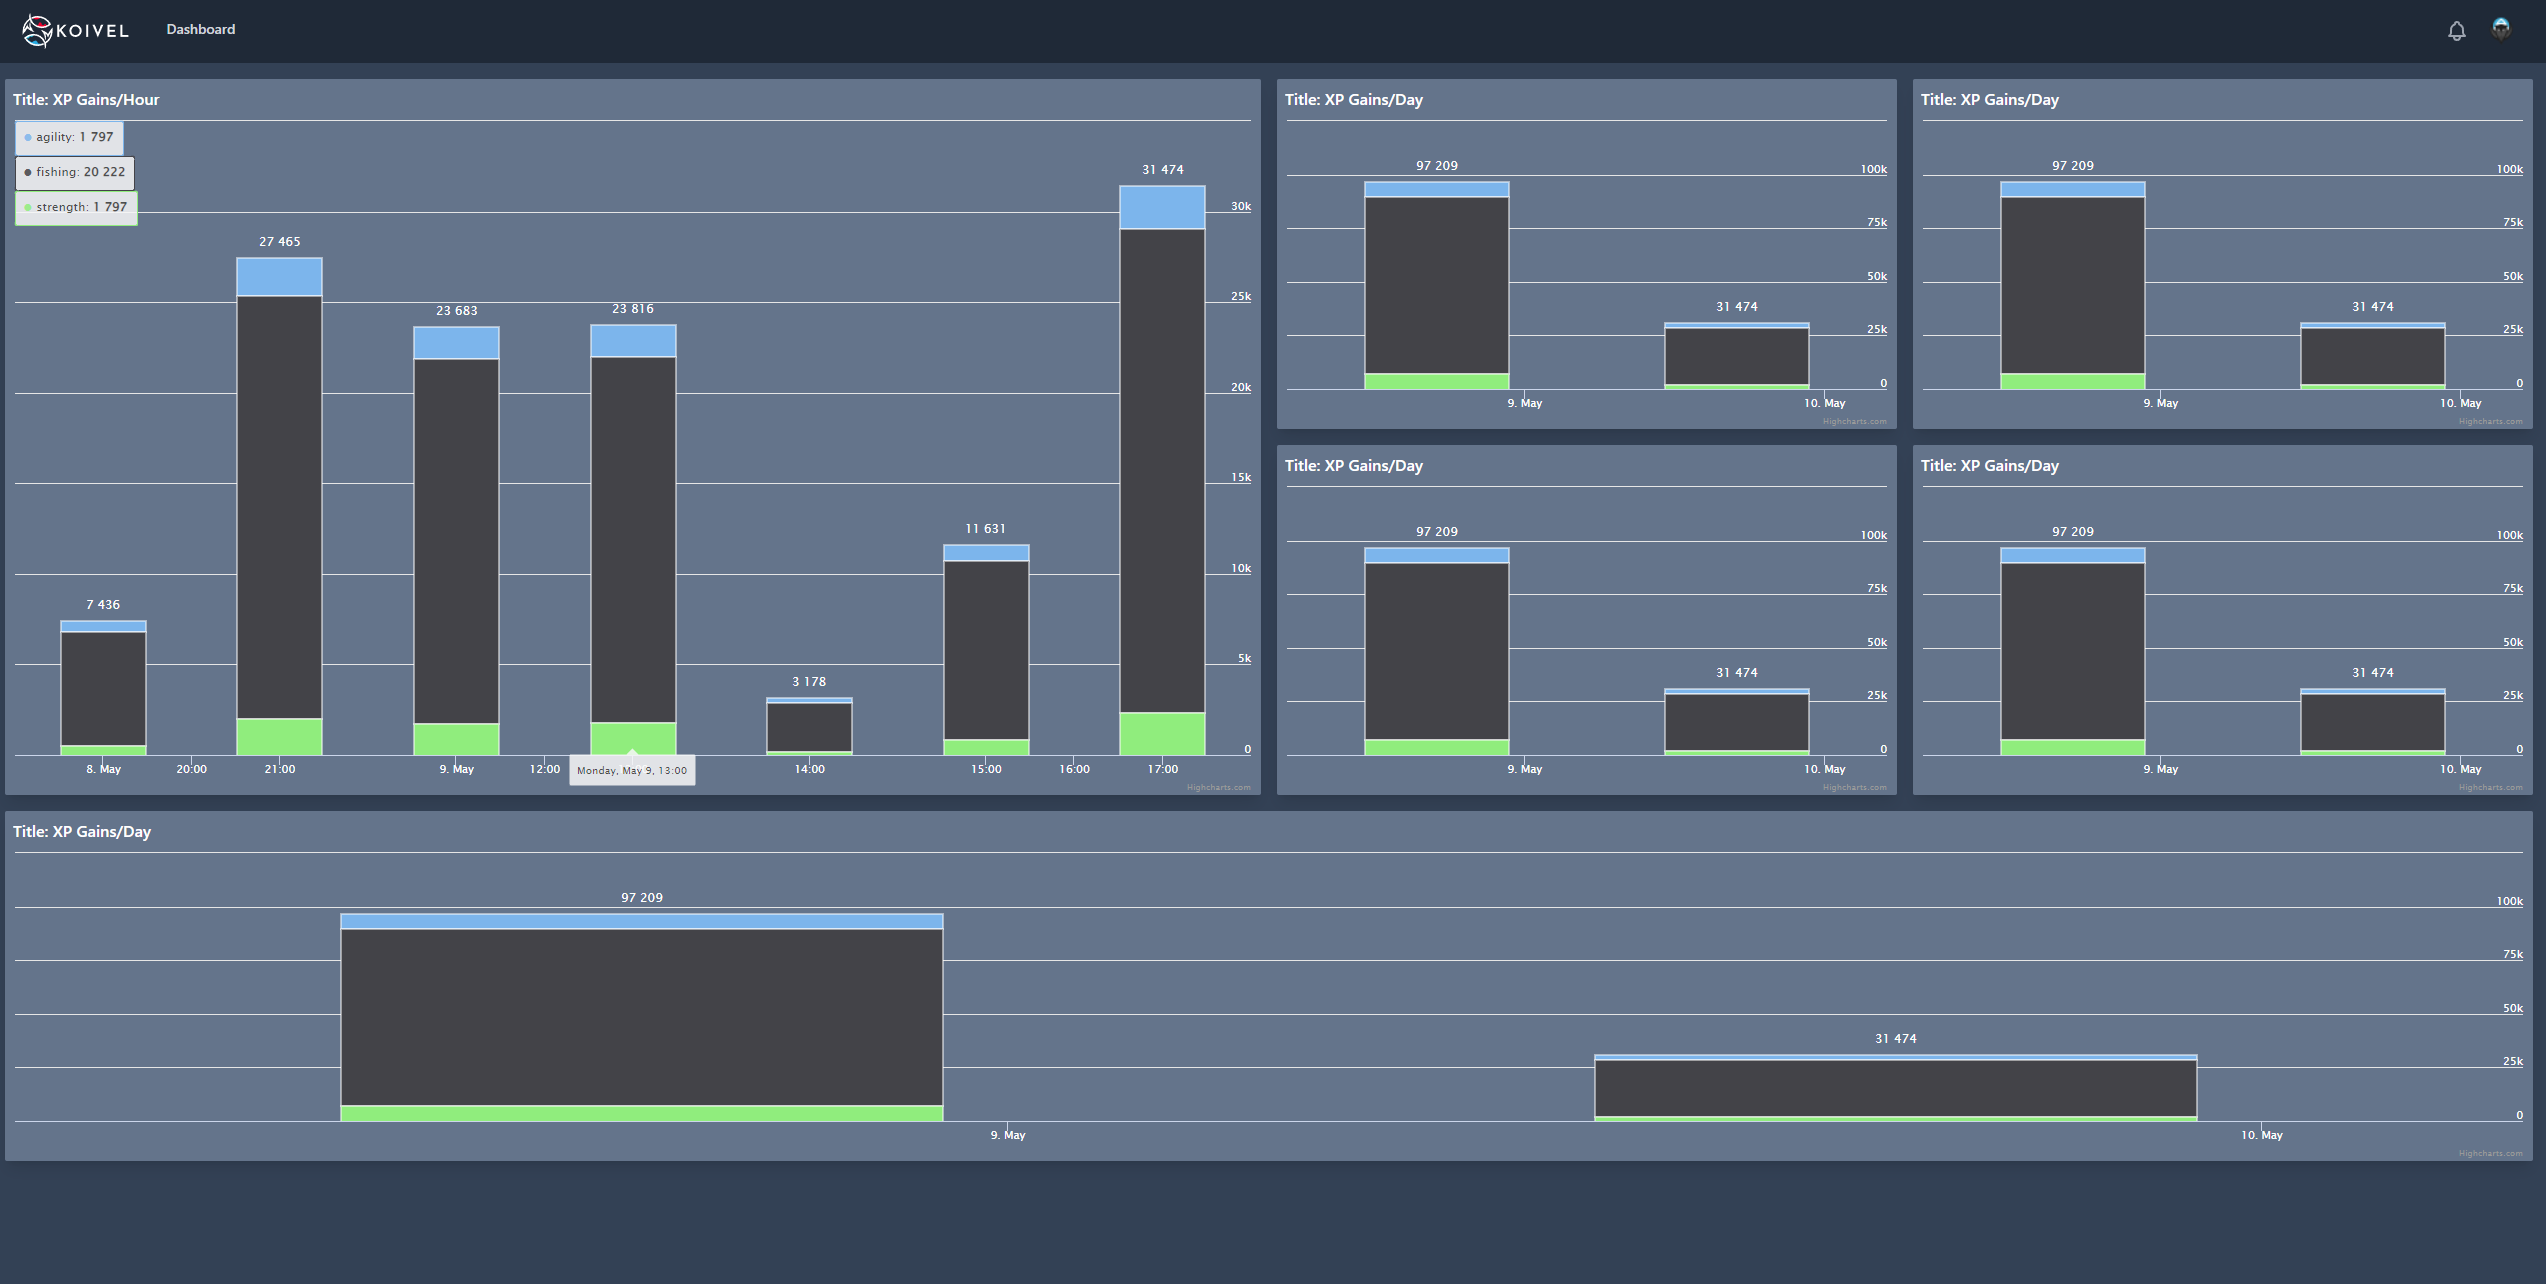 KOIVEL
Dashboard
Title: XP Gains/Hour
agility: 1 797
fishing: 20 222
strength: 1 797
7 436
27 465
23 683
23 816
3 178
11 631
31 474
30k
25k
20k
15k
10k
5k
0
8. May
20:00
21:00
9. May
12:00
Monday, May 9, 13:00
14:00
15:00
16:00
17:00
Highcharts.com
Title: XP Gains/Day
97 209
31 474
100k
75k
50k
25k
0
9. May
10. May
Highcharts.com
Title: XP Gains/Day
97 209
31 474
100k
75k
50k
25k
0
9. May
10. May
Highcharts.com
Title: XP Gains/Day
97 209
31 474
100k
75k
50k
25k
0
9. May
10. May
Highcharts.com
Title: XP Gains/Day
97 209
31 474
100k
75k
50k
25k
0
9. May
10. May
Highcharts.com
Title: XP Gains/Day
97 209
31 474
100k
75k
50k
25k
0
9. May
10. May
Highcharts.com